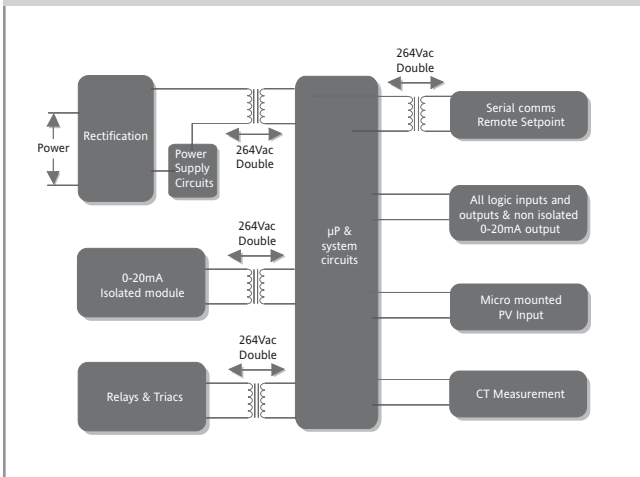 264Vac
Double
Rectification
Power
Power
Supply
Circuits
264Vac
Double
264Vac
Double
0-20mA
Isolated module
264Vac
Double
Relays & Triacs
µP &
system
circuits
264Vac
Double
Serial comms
Remote Setpoint
All logic inputs and
outputs & non isolated
0-20mA output
Micro mounted
PV Input
CT Measurement